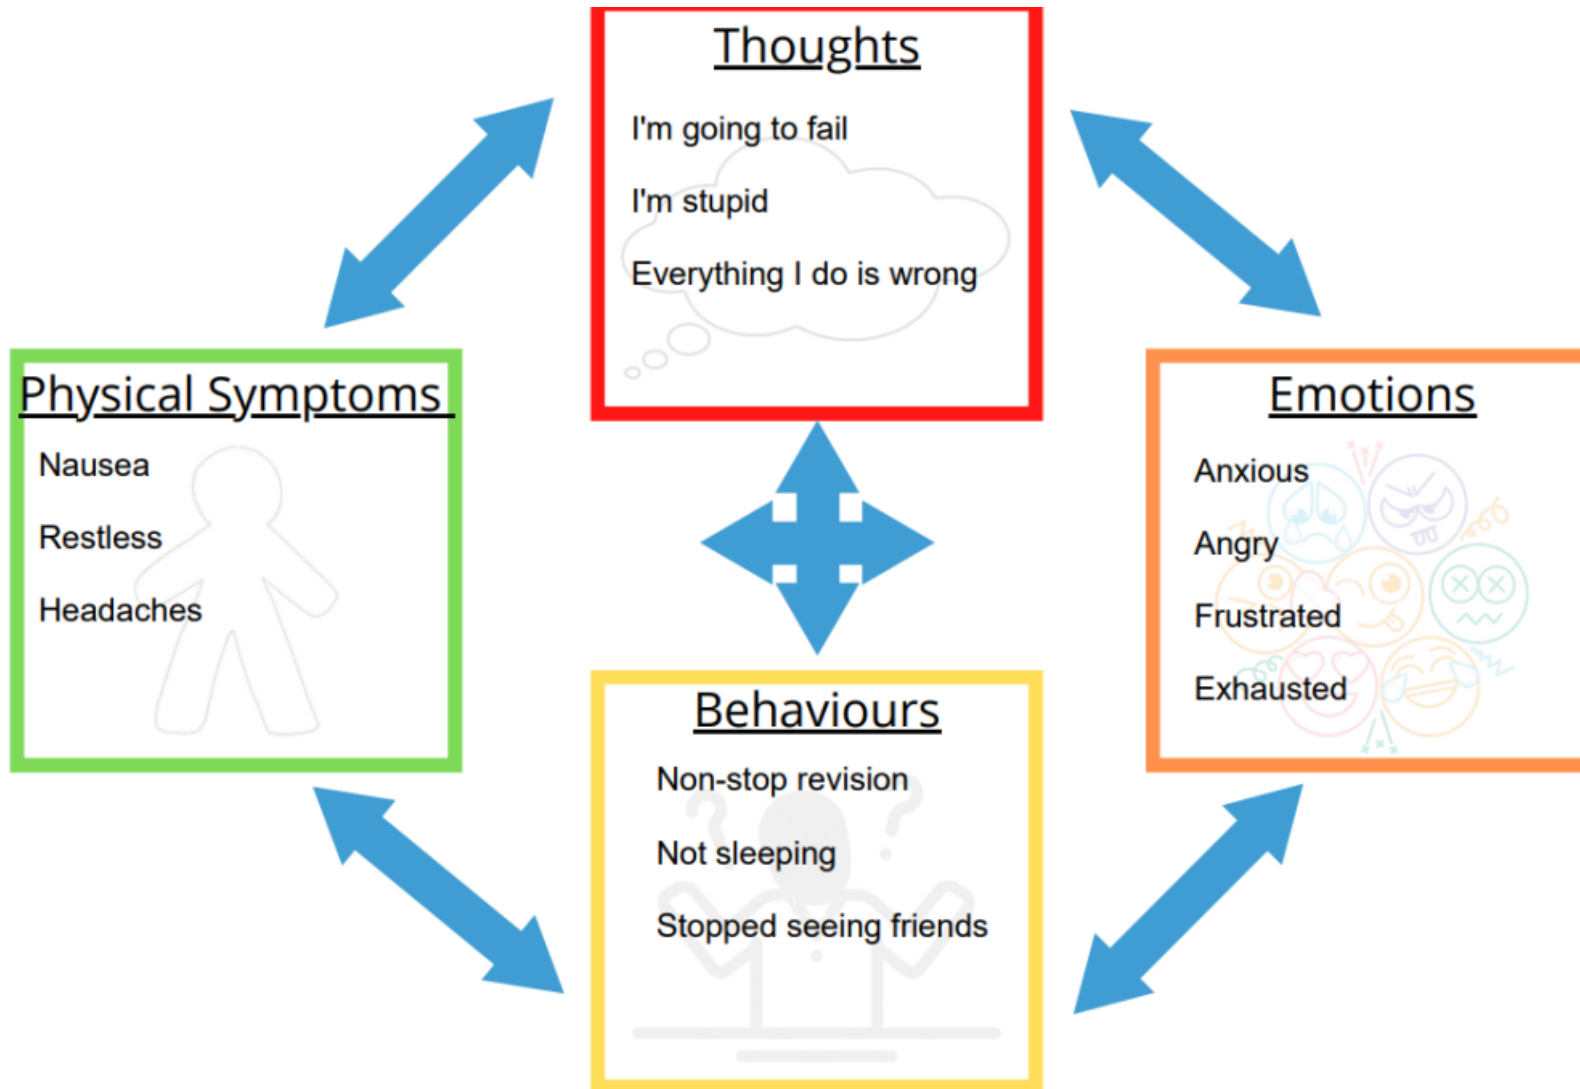 Thoughts
I'm going to fail
I'm stupid
Everything I do is wrong
Physical Symptoms
Nausea
Restless
Headaches
Emotions
Anxious
Angry
Frustrated
Exhausted
Behaviours
Non-stop revision
Not sleeping
Stopped seeing friends